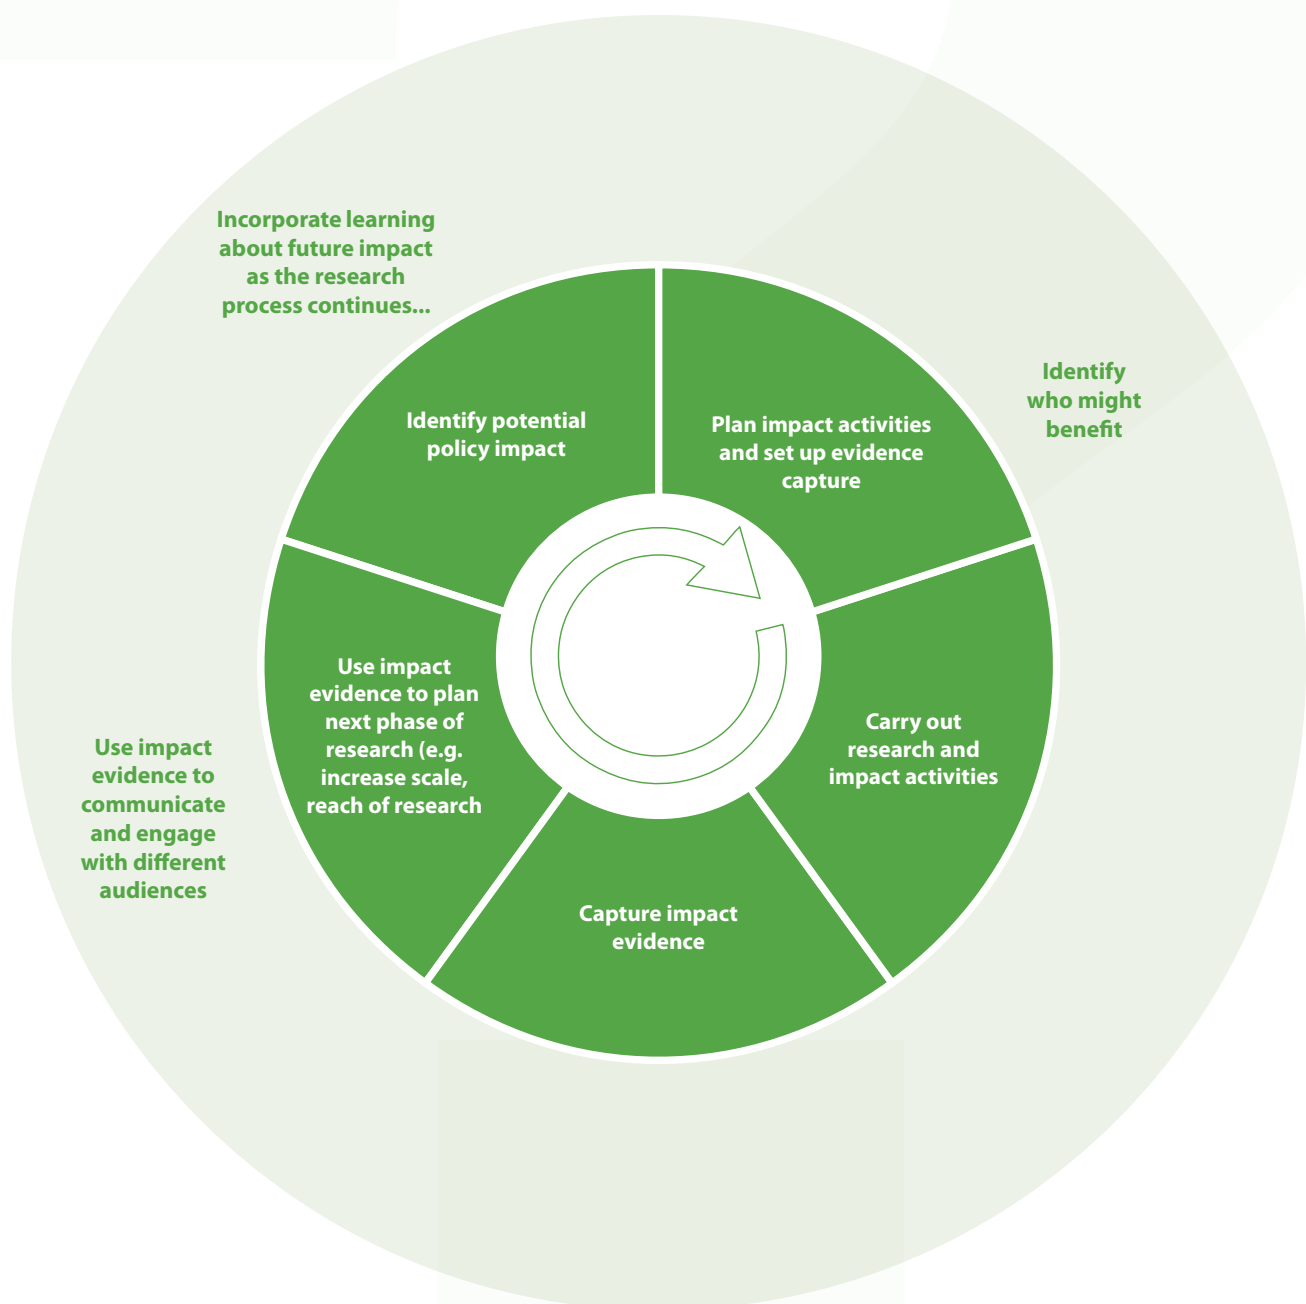 Incorporate learning
about future impact
as the research
process continues...
Identify
who might
benefit
Identify potential
policy impact
Plan impact activities
and set up evidence
capture
Use impact
evidence to plan
next phase of
research (e.g.
increase scale,
reach of research
Carry out
research and
impact activities
Use impact
evidence to
communicate
and engage
with different
audiences
Capture impact
evidence